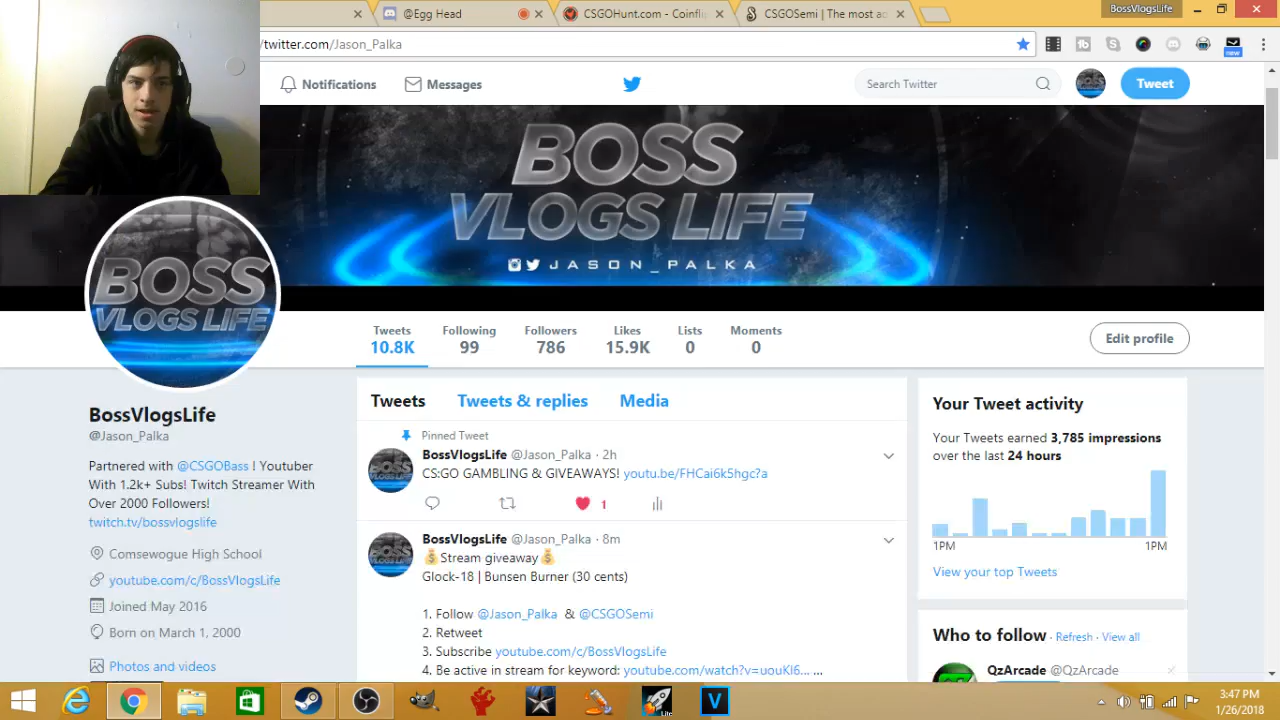 @Egg Head
CSGOHunt.com - Coinfli
CSGOSemi | The most ac
BossVlogsLife
/twitter.com/Jason_Palka
new
Notifications
Messages
Search Twitter
Tweet
BOSS
VLOGS LIFE
JASON_PALKA
BOSS
VLOGS LIFE
Tweets
Following
Followers
Likes
Lists
Moments
10.8K
99
786
15.9K
0
0
Edit profile
BossVlogsLife
@Jason_Palka
Partnered with @CSGOBass ! Youtuber
With 1.2k+ Subs! Twitch Streamer With
Over 2000 Followers!
twitch.tv/bossvlogslife
Comsewogue High School
youtube.com/c/BossVlogsLife
Joined May 2016
Born on March 1, 2000
Photos and videos
Tweets
Tweets & replies
Media
Pinned Tweet
BossVlogsLife @Jason_Palka · 2h
CS:GO GAMBLING & GIVEAWAYS! youtu.be/FHCai6k5hgc?a
1
BossVlogsLife @Jason_Palka · 8m
💰Stream giveaway💰
Glock-18 | Bunsen Burner (30 cents)
1. Follow @Jason_Palka & @CSGOSemi
2. Retweet
3. Subscribe youtube.com/c/BossVlogsLife
4. Be active in stream for keyword: youtube.com/watch?v=uouKI6... ...
Your Tweet activity
Your Tweets earned 3,785 impressions
over the last 24 hours
1PM
1PM
View your top Tweets
Who to follow · Refresh · View all
QzArcade @QzArcade
Lite
V
3:47 PM
1/26/2018